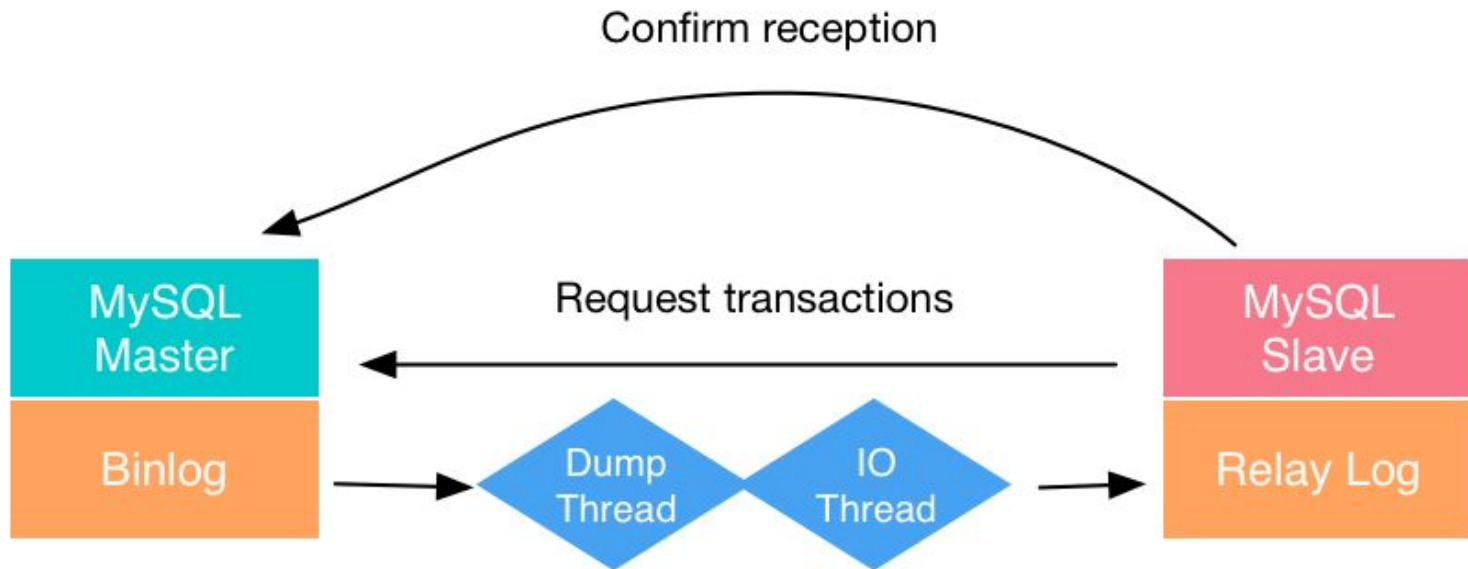 Confirm reception
Request transactions
MySQL
Master
MySQL
Slave
Binlog
Dump
Thread
IO
Thread
Relay Log